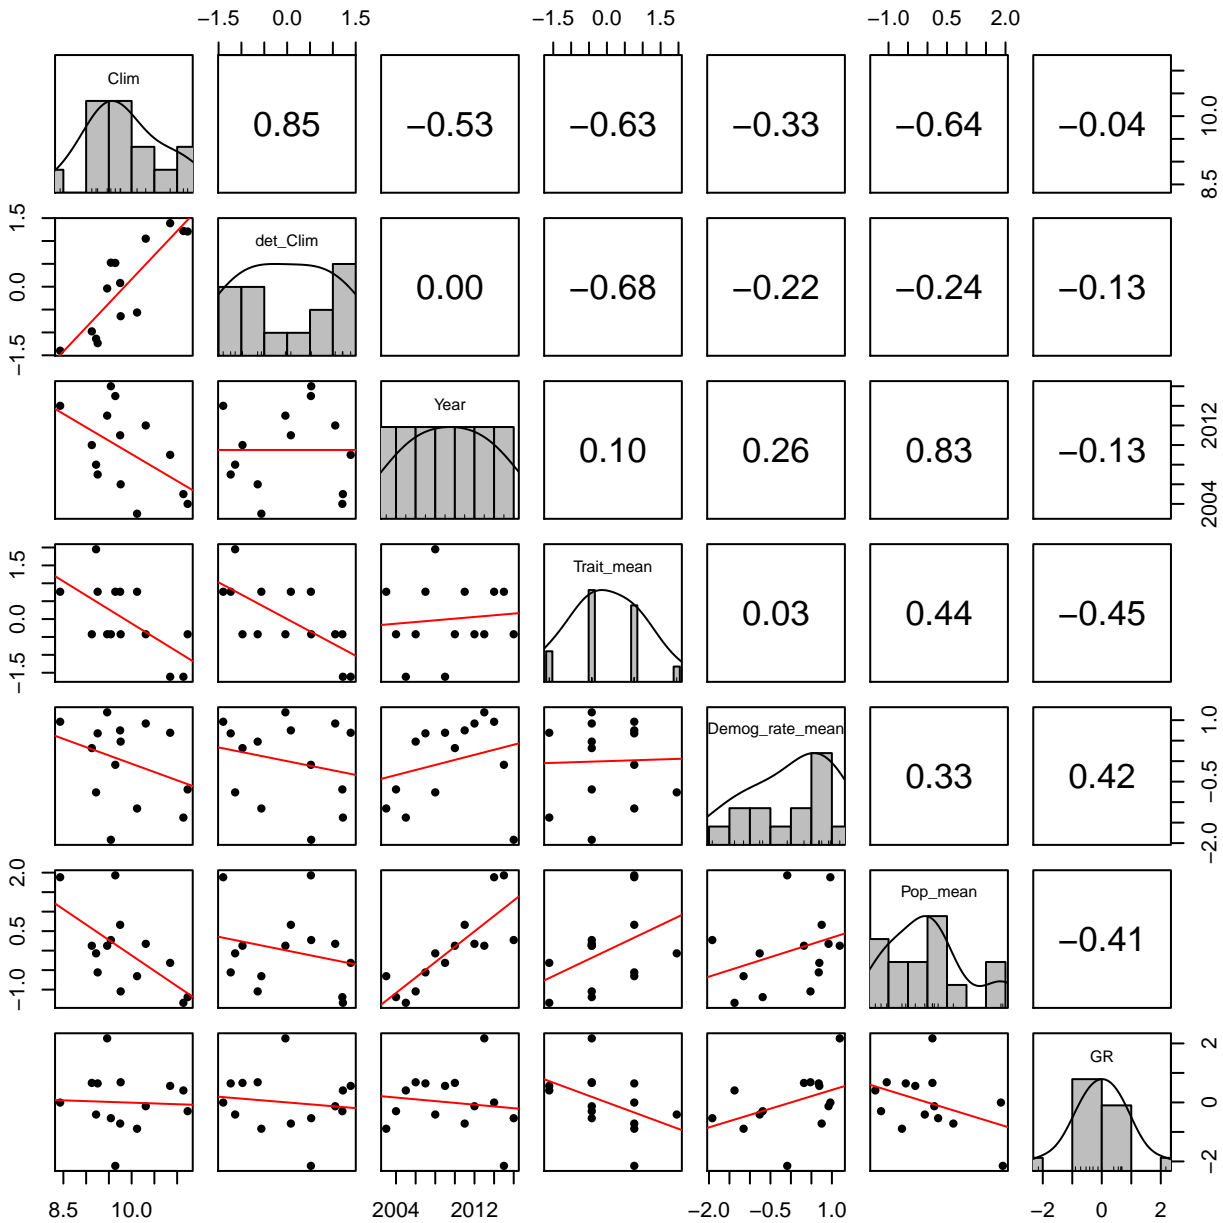 −1.5 0.0 1.5 −1.5 0.0 1.5 −1.0 0.5 2.0
Clim
0.85 −0.53 −0.63 −0.33 −0.64 −0.04
8.5 10.0
−1.5 0.0 1.5
det_Clim
0.00 −0.68 −0.22 −0.24 −0.13
Year
0.10 0.26 0.83 −0.13
2004 2012
−1.5 0.0 1.5
Trait_mean
0.03 0.44 −0.45
Demog_rate_mean
0.33 0.42
−2.0 −0.5 1.0
−1.0 0.5 2.0
Pop_mean
−0.41
GR
−2 0 2
8.5 10.0 2004 2012 −2.0 −0.5 1.0 −2 0 2